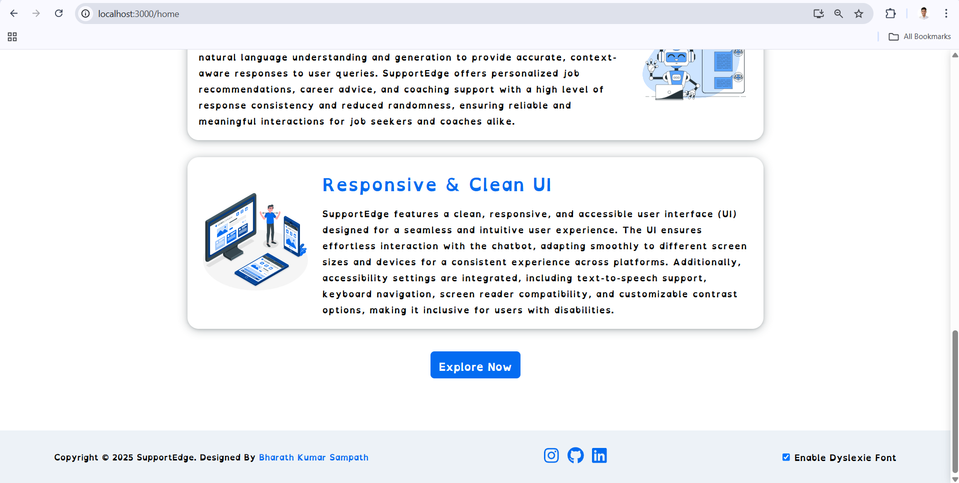 localhost:3000/home
All Bookmarks
natural language understanding and generation to provide accurate, context-
aware responses to user queries. SupportEdge offers personalized job
recommendations, career advice, and coaching support with a high level of
response consistency and reduced randomness, ensuring reliable and
meaningful interactions for job seekers and coaches alike.
Responsive & Clean UI
SupportEdge features a clean, responsive, and accessible user interface (UI)
designed for a seamless and intuitive user experience. The UI ensures
effortless interaction with the chatbot, adapting smoothly to different screen
sizes and devices for a consistent experience across platforms. Additionally,
accessibility settings are integrated, including text-to-speech support,
keyboard navigation, screen reader compatibility, and customizable contrast
options, making it inclusive for users with disabilities.
Explore Now
Copyright © 2025 SupportEdge. Designed By Bharath Kumar Sampath
Enable Dyslexie Font